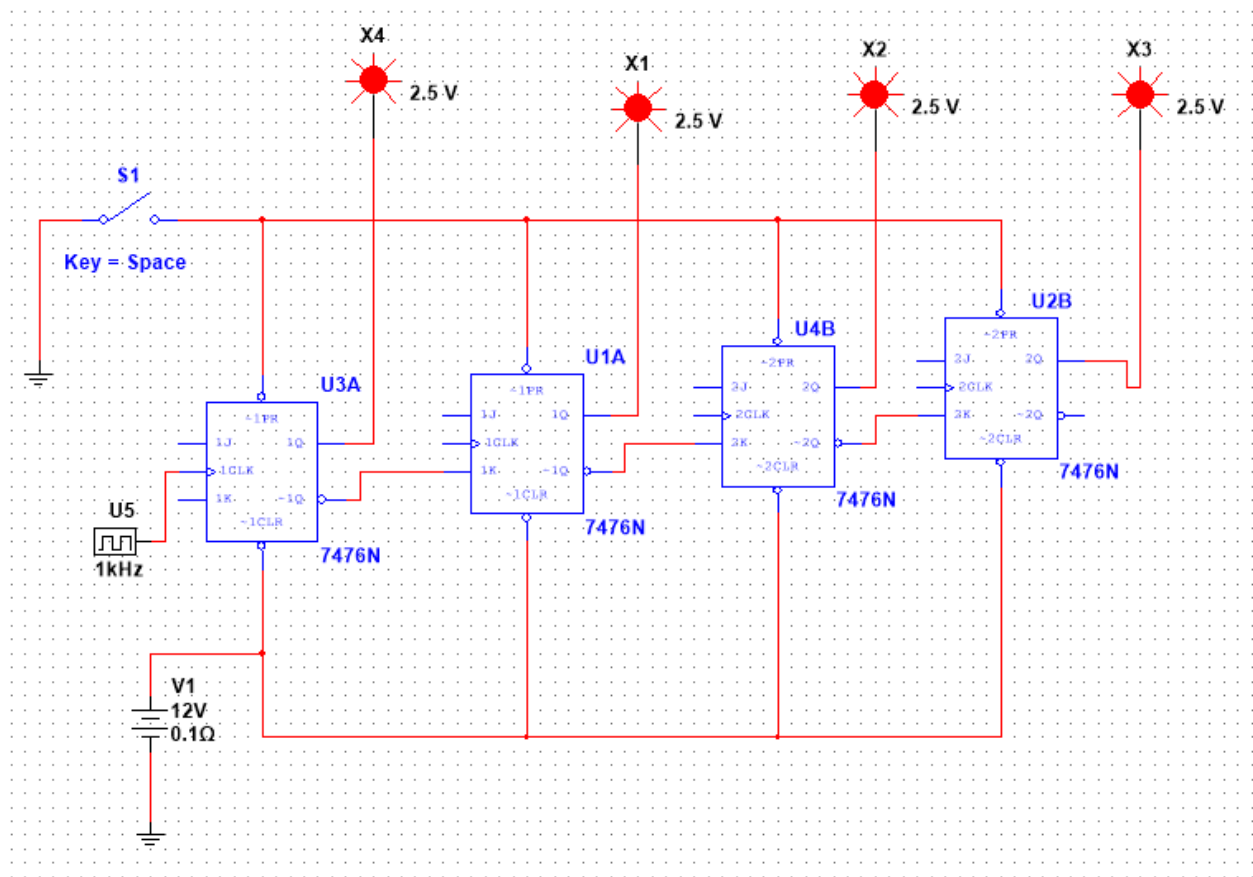 X4
2.5 V
X1
2.5 V
X2
2.5 V
X3
2.5 V
S1
Key = Space
U3A
~1PR
1J
1Q
1CLK
1K
~1Q
~1CLR
7476N
U1A
~1PR
1J
1Q
1CLK
1K
~1Q
~1CLR
7476N
U4B
~2PR
2J
2Q
2CLK
2K
~2Q
~2CLR
7476N
U2B
~2PR
2J
2Q
2CLK
2K
~2Q
~2CLR
7476N
U5
1kHz
V1
12V
0.1Ω